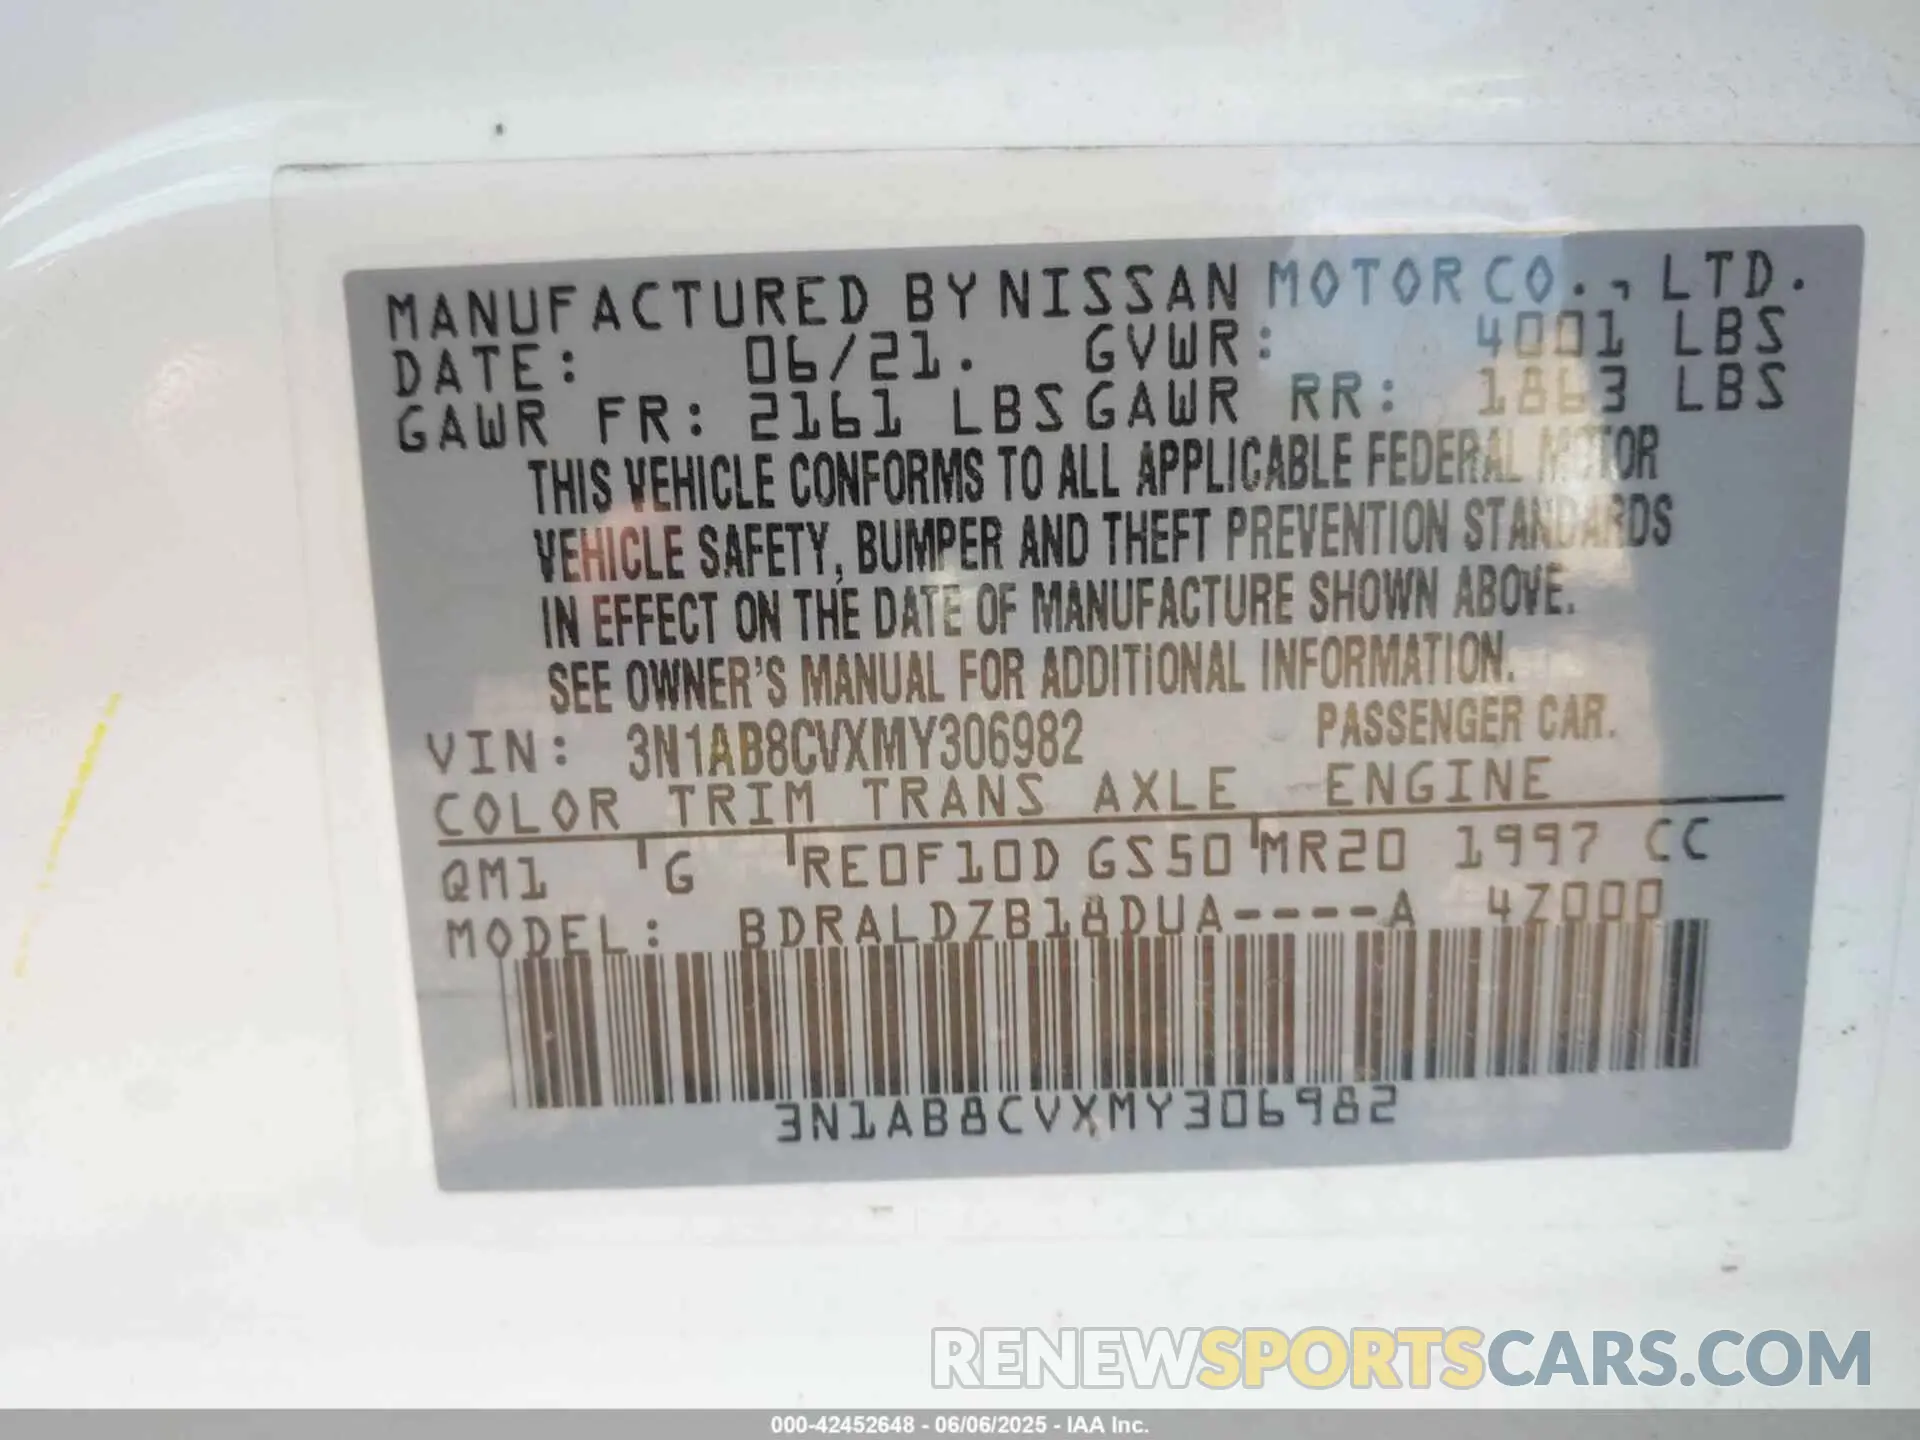 MANUFACTURED BY NISSAN MOTOR CO., LTD.
DATE: 06/21. GVWR: 4001 LBS
GAWR FR: 2161 LBS GAWR RR: 1863 LBS
THIS VEHICLE CONFORMS TO ALL APPLICABLE FEDERAL MOTOR
VEHICLE SAFETY, BUMPER AND THEFT PREVENTION STANDARDS
IN EFFECT ON THE DATE OF MANUFACTURE SHOWN ABOVE.
SEE OWNER'S MANUAL FOR ADDITIONAL INFORMATION.
VIN: 3N1AB8CVXMY306982 PASSENGER CAR.
COLOR TRIM TRANS AXLE ENGINE
QM1 G RE0F10D GS50 MR20 1997 CC
MODEL: BDRALDZB18DUA----A 4Z000
3N1AB8CVXMY306982
RENEWSPORTSCARS.COM
000-42452648 - 06/06/2025 - IAA Inc.